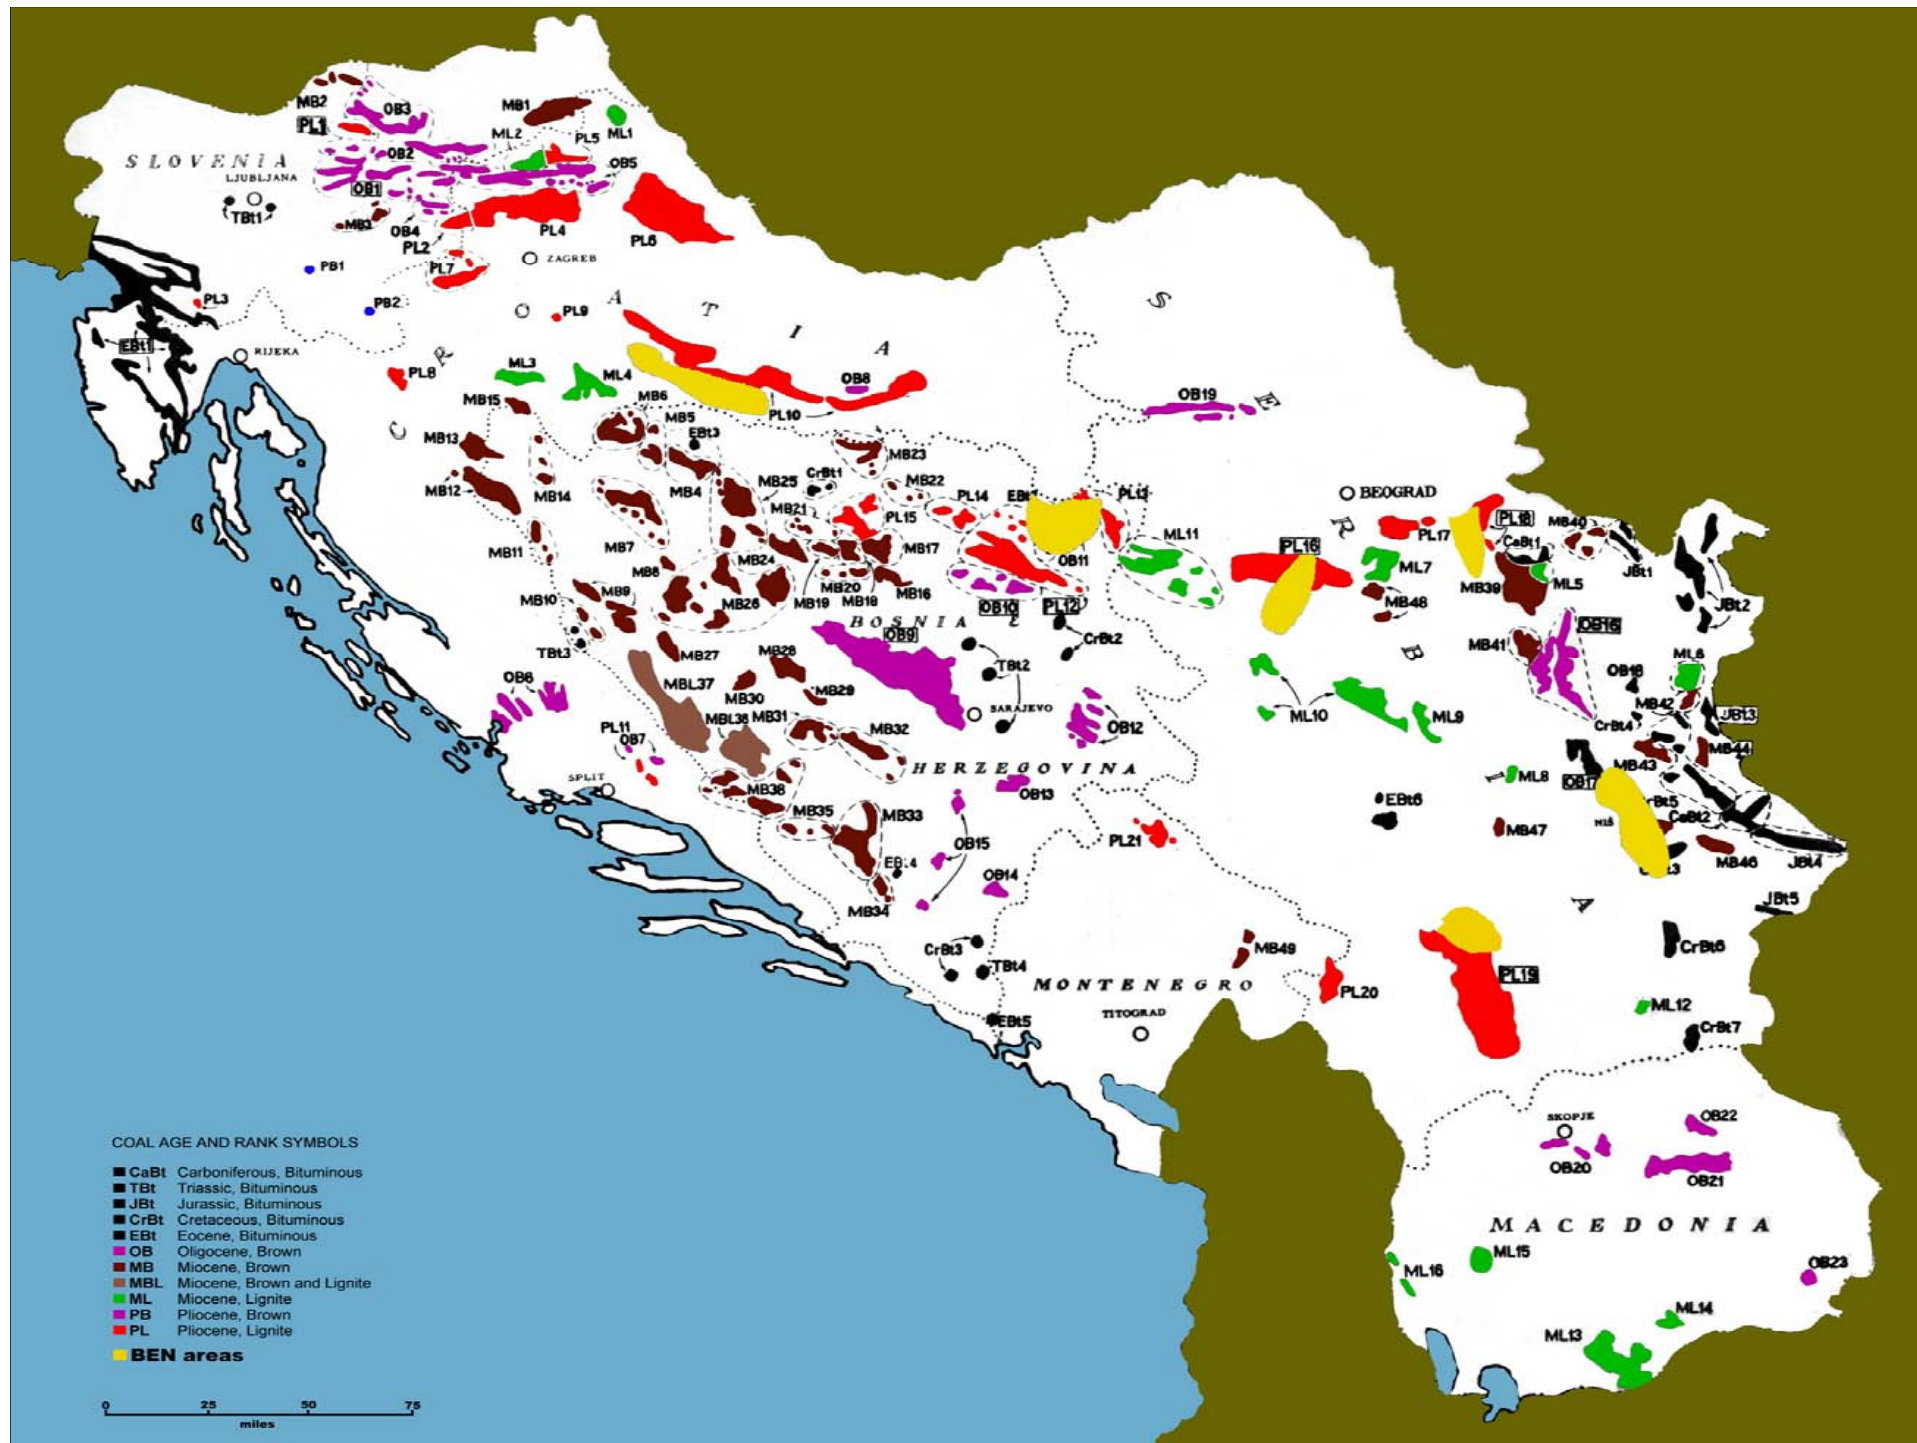 MB2
OB3
MB1
ML1
PL1
ML2
PL5
SLOVENIA
OB2
OB5
LJUBLJANA
OB1
TBt1
MB3
OB4
PL2
PL4
PL6
PB1
PL7
ZAGREB
PL3
PB2
PL9
CROATIA
EBt1
RIJEKA
PL8
ML3
ML4
OB8
PL10
MB15
MB6
MB5
EBt3
OB19
SERBIA
MB13
MB23
CrBt1
MB12
MB14
MB4
MB25
MB22
PL14
PL13
BEOGRAD
MB21
PL15
PL17
PL18
MB40
MB11
MB7
MB24
MB17
OB11
ML11
PL16
CaBt1
JBt1
MB8
ML7
MB39
ML5
MB9
MB10
MB26
MB19
MB20
MB18
MB16
OB10
PL12
MB48
JBt2
BOSNIA &
OB9
CrBt2
OB16
TBt3
MB27
MB28
TBt2
MB41
ML6
OB18
OB6
MBL37
MB30
MB29
MB42
JBt3
MBL36
MB31
MB32
SARAJEVO
OB12
ML10
ML9
CrBt4
PL11
OB7
MB44
HERZEGOVINA
MB43
SPLIT
MB38
OB13
ML8
OB17
EBt6
rBt5
CaBt2
MB35
MB33
PL21
MB47
NIŠ
OB15
MB46
JBt4
OB14
MB34
JBt5
CrBt3
TBt4
MB49
CrBt6
MONTENEGRO
PL20
PL19
TITOGRAD
EBt5
ML12
CrBt7
SKOPJE
OB22
OB20
OB21
MACEDONIA
ML15
ML16
OB23
ML14
ML13
COAL AGE AND RANK SYMBOLS
CaBt Carboniferous, Bituminous
TBt Triassic, Bituminous
JBt Jurassic, Bituminous
CrBt Cretaceous, Bituminous
EBt Eocene, Bituminous
OB Oligocene, Brown
MB Miocene, Brown
MBL Miocene, Brown and Lignite
ML Miocene, Lignite
PB Pliocene, Brown
PL Pliocene, Lignite
BEN areas
0 25 50 75
miles